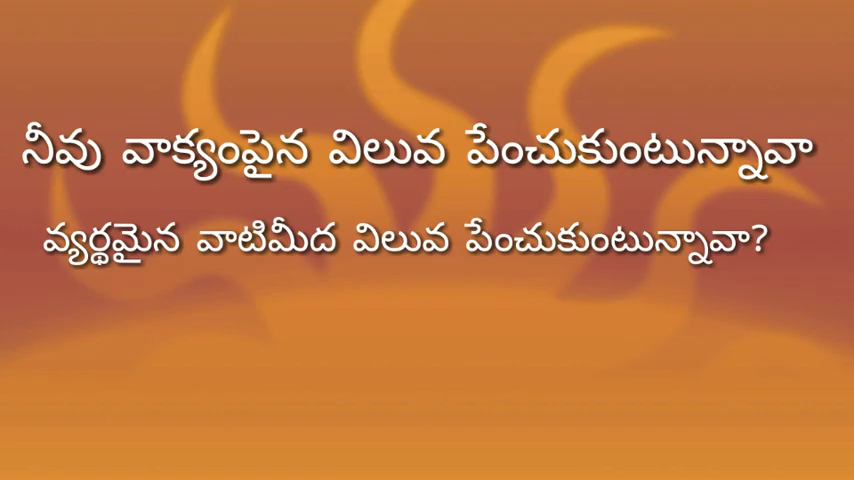 నీవు వాక్యంపైన విలువ పేంచుకుంటున్నావా
వ్యర్థమైన వాటిమీద విలువ పేంచుకుంటున్నావా?